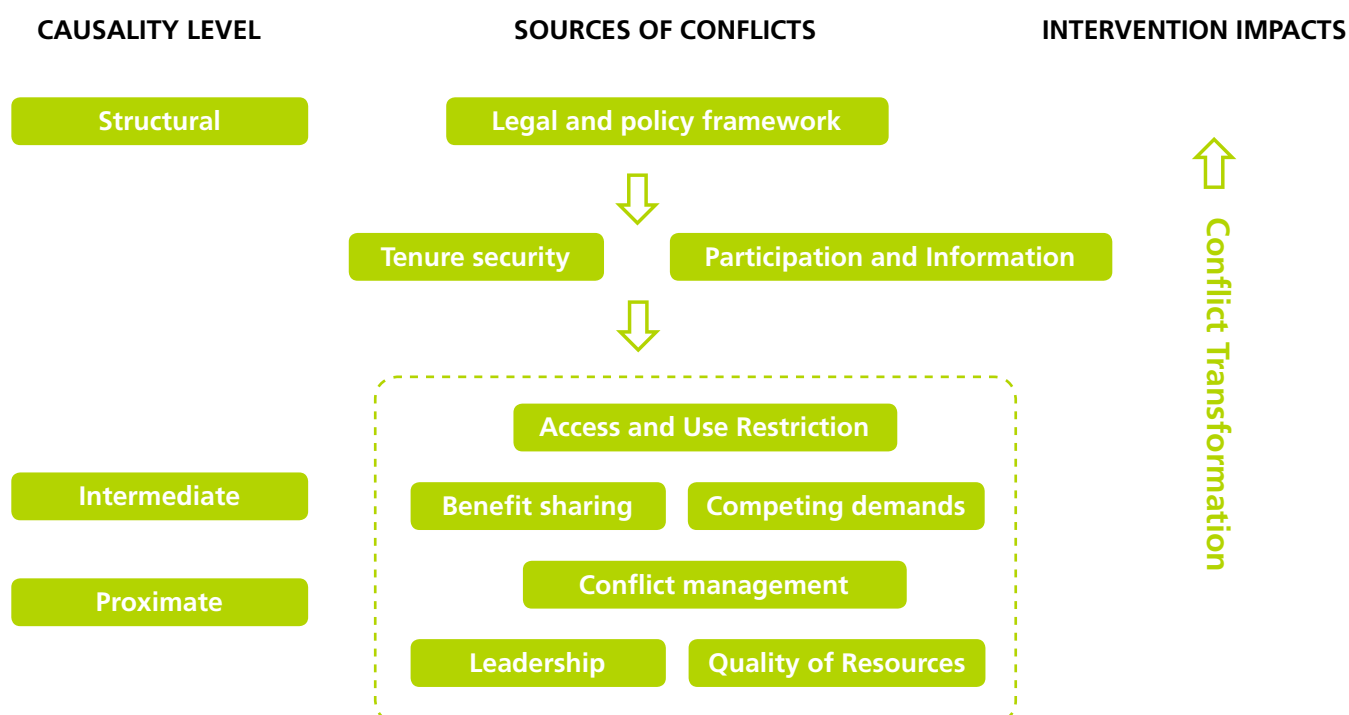 CAUSALITY LEVEL
SOURCES OF CONFLICTS
INTERVENTION IMPACTS
Structural
Legal and policy framework
Tenure security
Participation and Information
Conflict Transformation
Access and Use Restriction
Intermediate
Benefit sharing
Competing demands
Conflict management
Proximate
Leadership
Quality of Resources